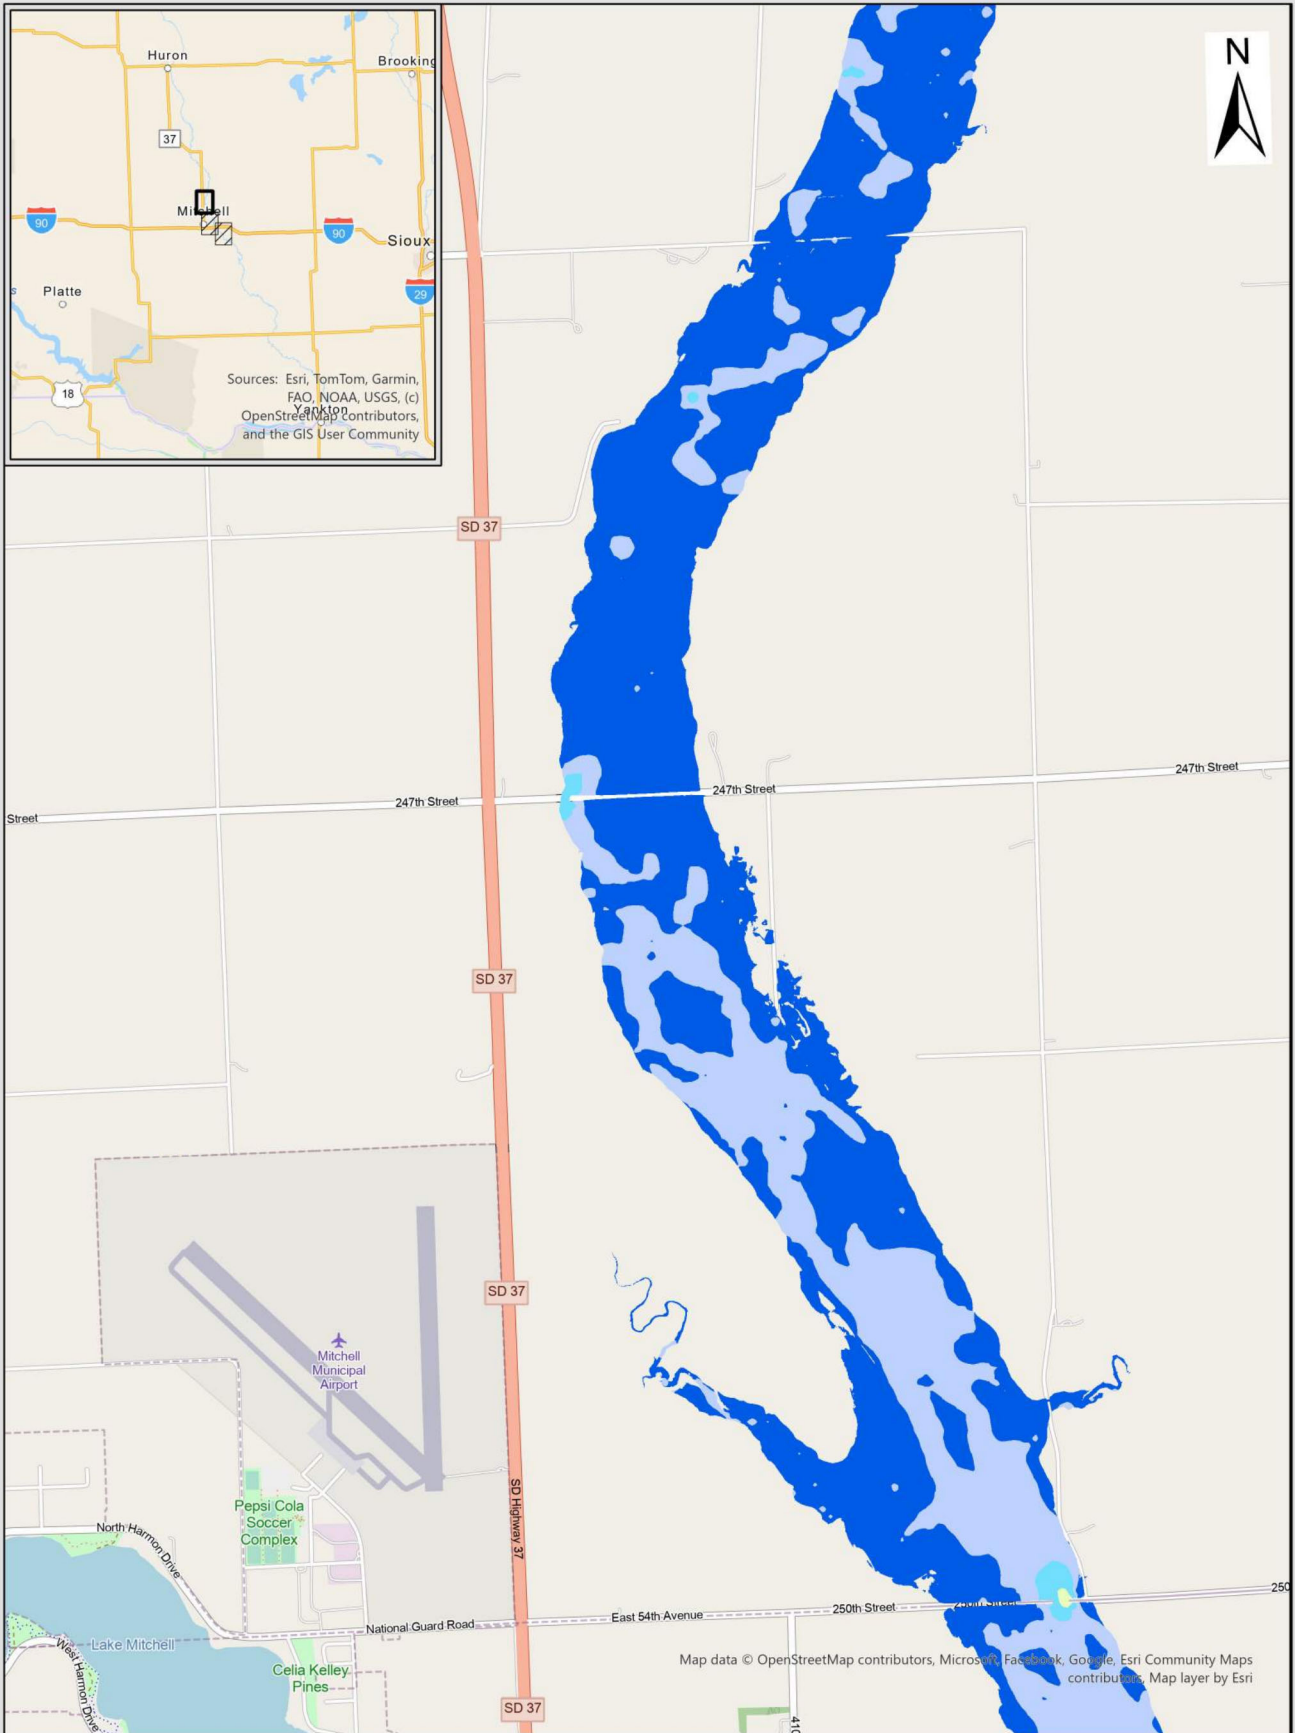 Huron
Brooking
37
Mitchell
90
90
Sioux
29
Platte
s
18
Yankton
Sources: Esri, TomTom, Garmin,
FAO, NOAA, USGS, (c)
OpenStreetMap contributors,
and the GIS User Community
N
SD 37
247th Street
247th Street
247th Street
Street
SD 37
SD 37
Mitchell
Municipal
Airport
SD Highway 37
Pepsi Cola
Soccer
Complex
North Harmon Drive
250
250th Street
250th Street
East 54th Avenue
National Guard Road
Lake Mitchell
West Harmon Drive
Celia Kelley
Pines
Map data © OpenStreetMap contributors, Microsoft, Facebook, Google, Esri Community Maps
contributors, Map layer by Esri
SD 37
410